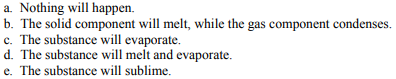 a. Nothing will happen.
b. The solid component will melt, while the gas component condenses.
c. The substance will evaporate.
d. The substance will melt and evaporate.
e. The substance will sublime.